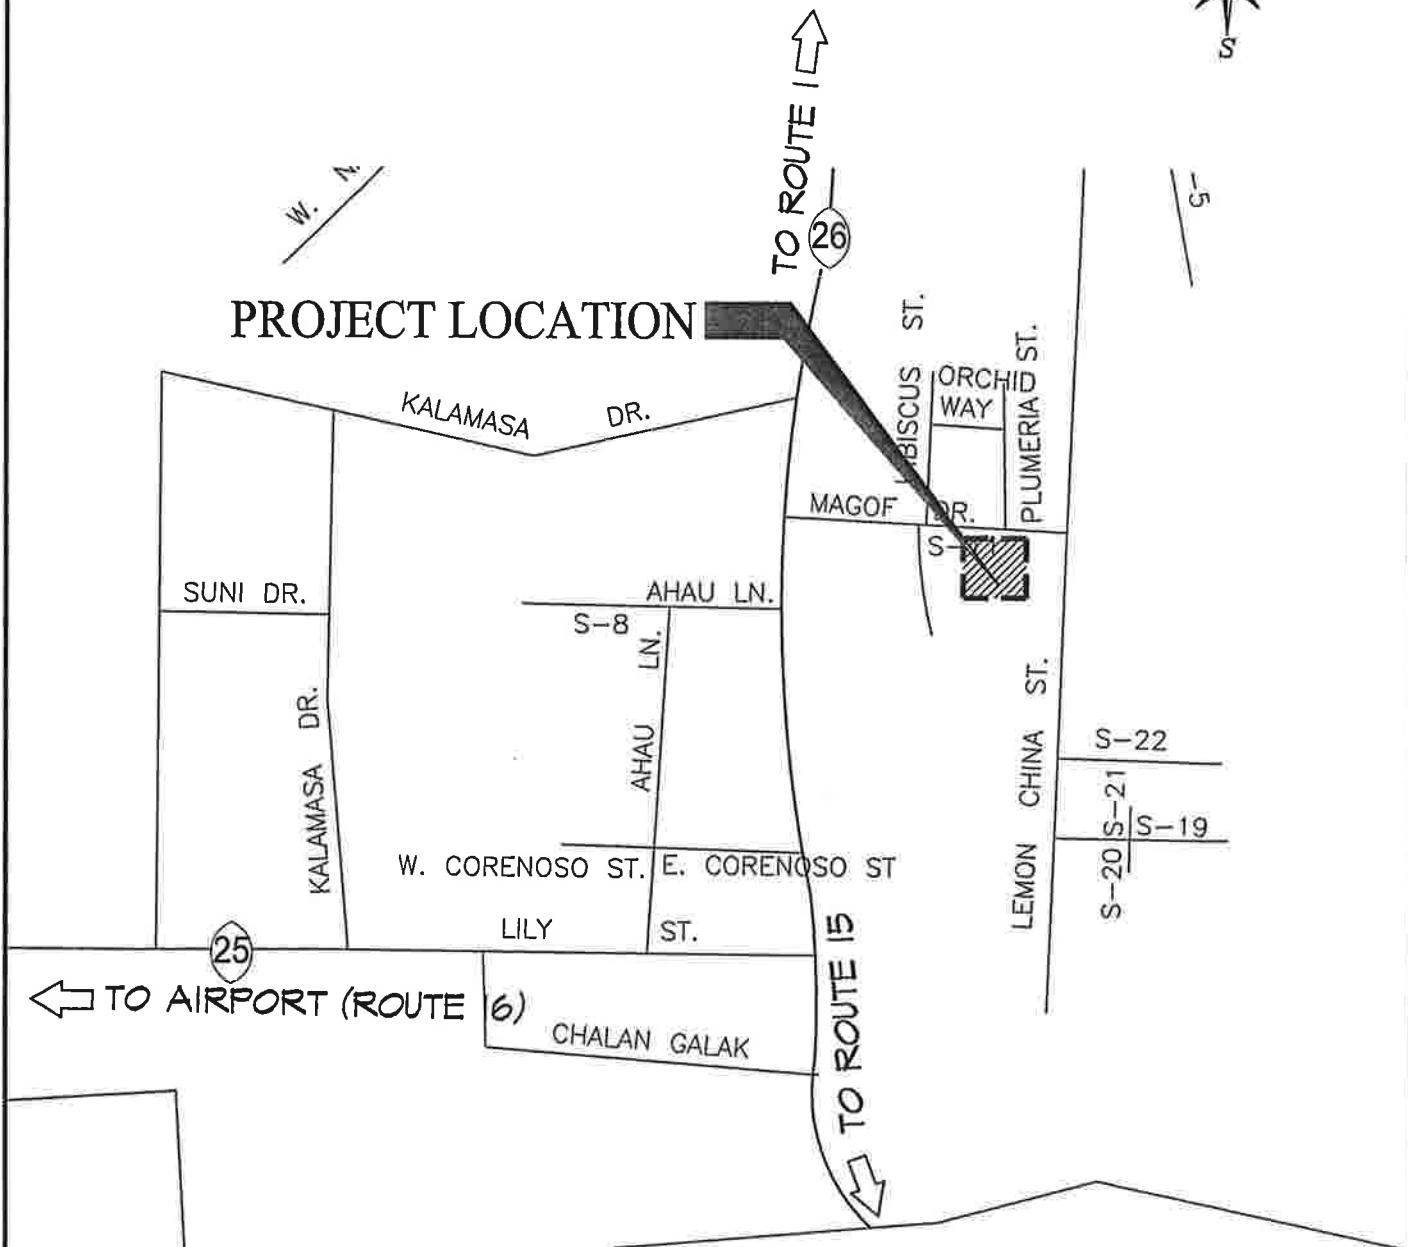 S
TO ROUTE 1
W. N.
-5
26
PROJECT LOCATION
ST.
ORCHID
WAY
PLUMERIA ST.
KALAMASA DR.
MAGOF DR.
SUNI DR.
AHAU LN.
S-8
AHAU LN.
KALAMASA DR.
LEMON CHINA ST.
S-22
S-21
S-19
S-20
W. CORENOSO ST.
E. CORENOSO ST
LILY ST.
25
TO AIRPORT (ROUTE 16)
CHALAN GALAK
TO ROUTE 15